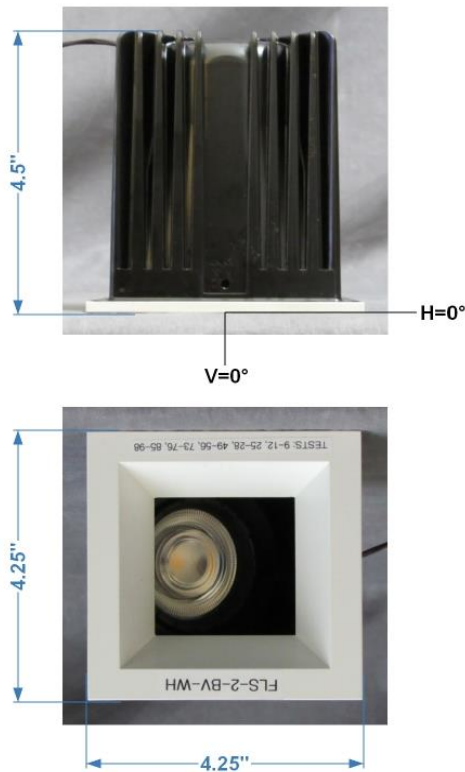 4.5"
H=0°
V=0°
TESTS: 9-12, 25-28, 49-56, 73-76, 85-98
4.25"
FLS-2-BV-WH
4.25"